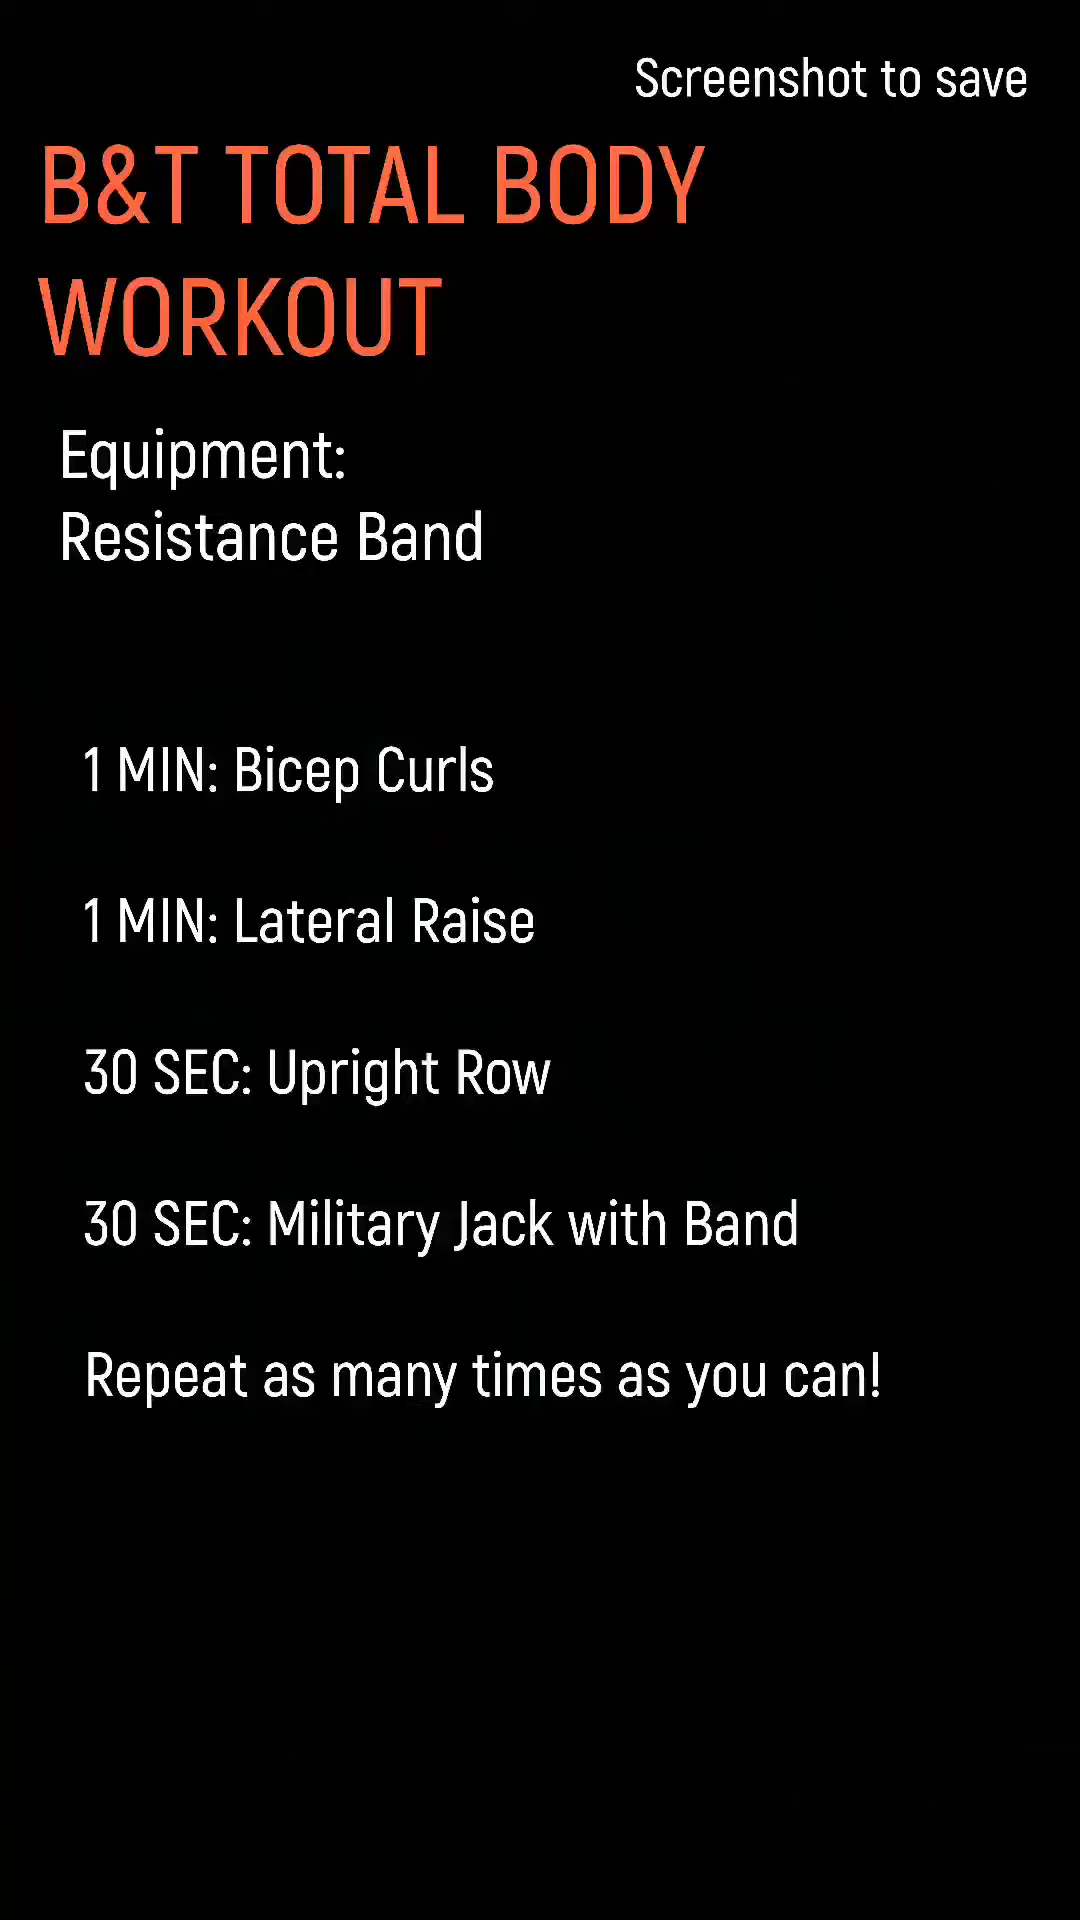 Screenshot to save
B&T TOTAL BODY
WORKOUT
Equipment:
Resistance Band
1 MIN: Bicep Curls
1 MIN: Lateral Raise
30 SEC: Upright Row
30 SEC: Military Jack with Band
Repeat as many times as you can!